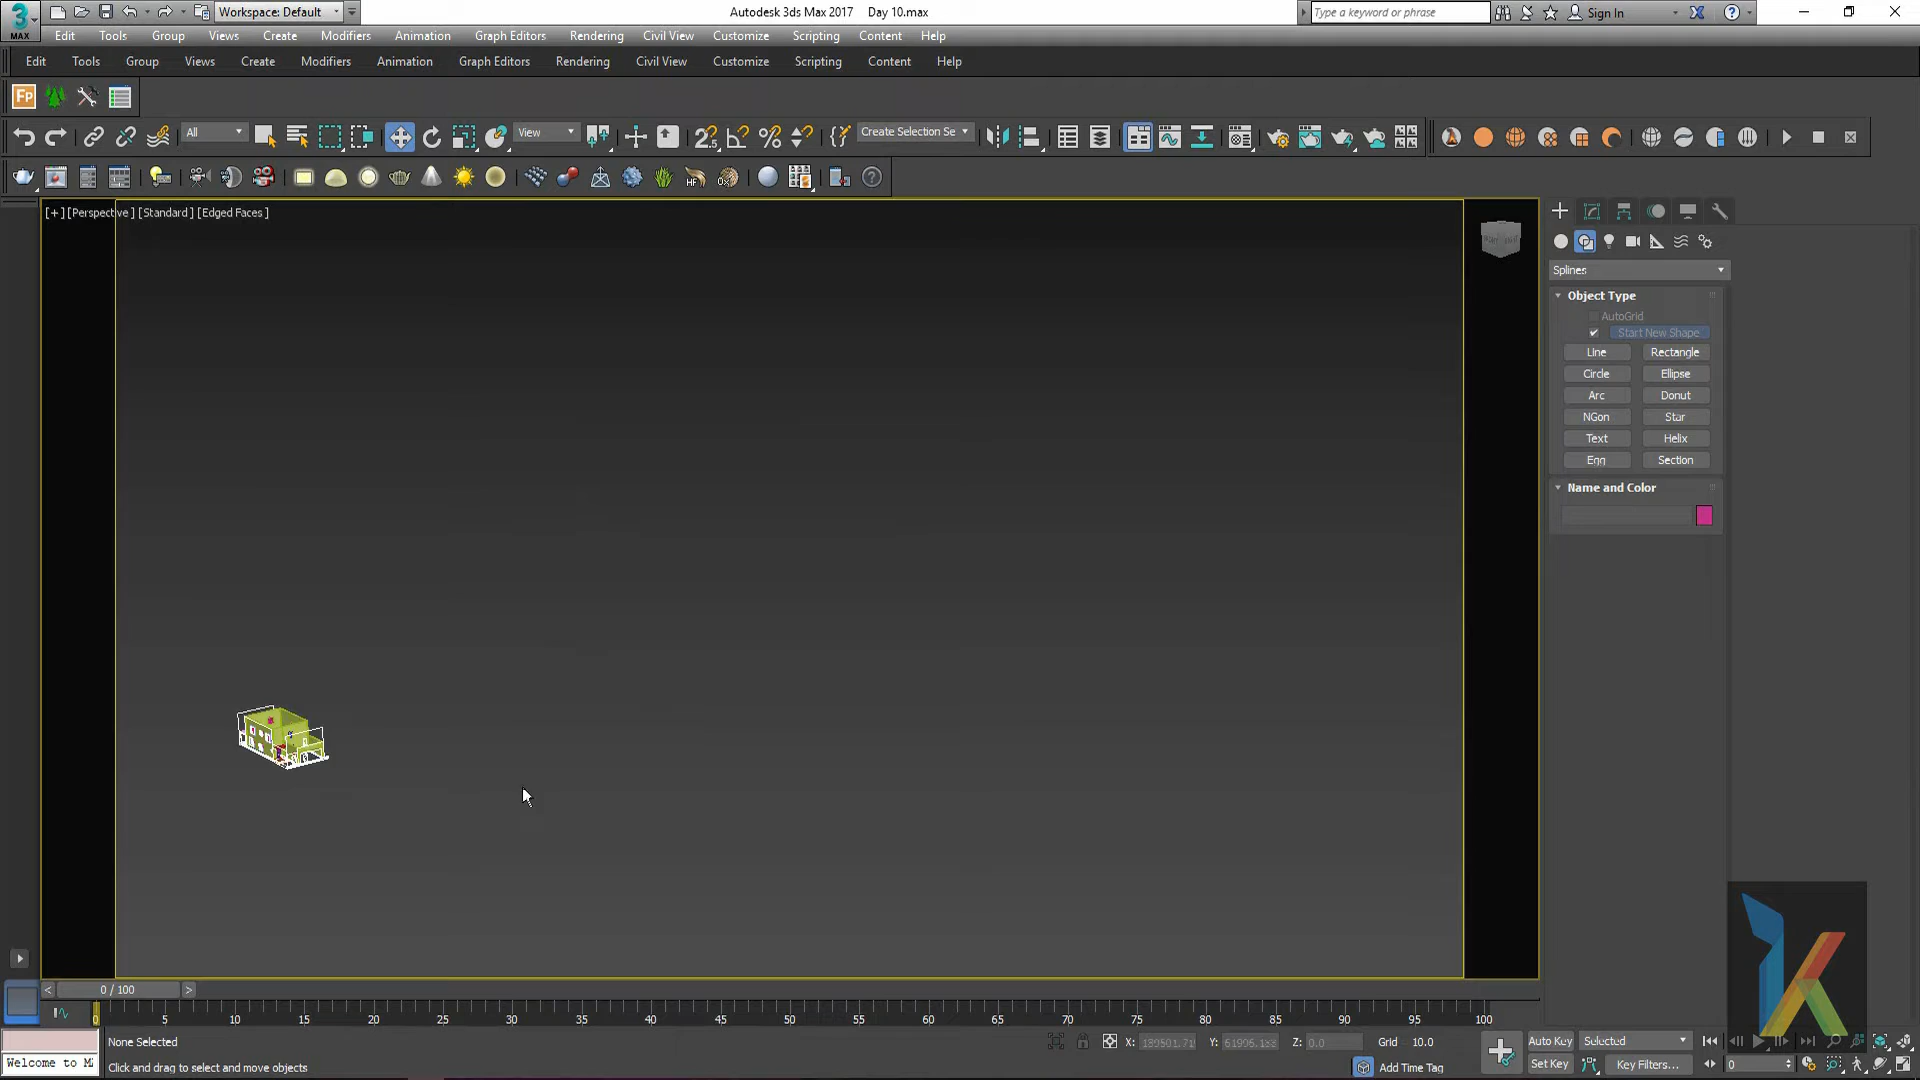 MAX
Workspace: Default
Autodesk 3ds Max 2017 Day 10.max
Type a keyword or phrase
Sign In
Edit Tools Group Views Create Modifiers Animation Graph Editors Rendering Civil View Customize Scripting Content Help
Edit Tools Group Views Create Modifiers Animation Graph Editors Rendering Civil View Customize Scripting Content Help
Fp
All
View
2.5
Create Selection Se
HF
[+] [Perspective ] [Standard ] [Edged Faces ]
Splines
Object Type
AutoGrid
Start New Shape
Line Rectangle
Circle Ellipse
Arc Donut
NGon Star
Text Helix
Egg Section
Name and Color
< 0 / 100 >
0 5 10 15 20 25 30 35 40 45 50 55 60 65 70 75 80 85 90 95 100
None Selected
X: Y: Z: 0.0 Grid 10.0
Auto Key Selected
Welcome to M
Click and drag to select and move objects
Add Time Tag
Set Key Key Filters... 0